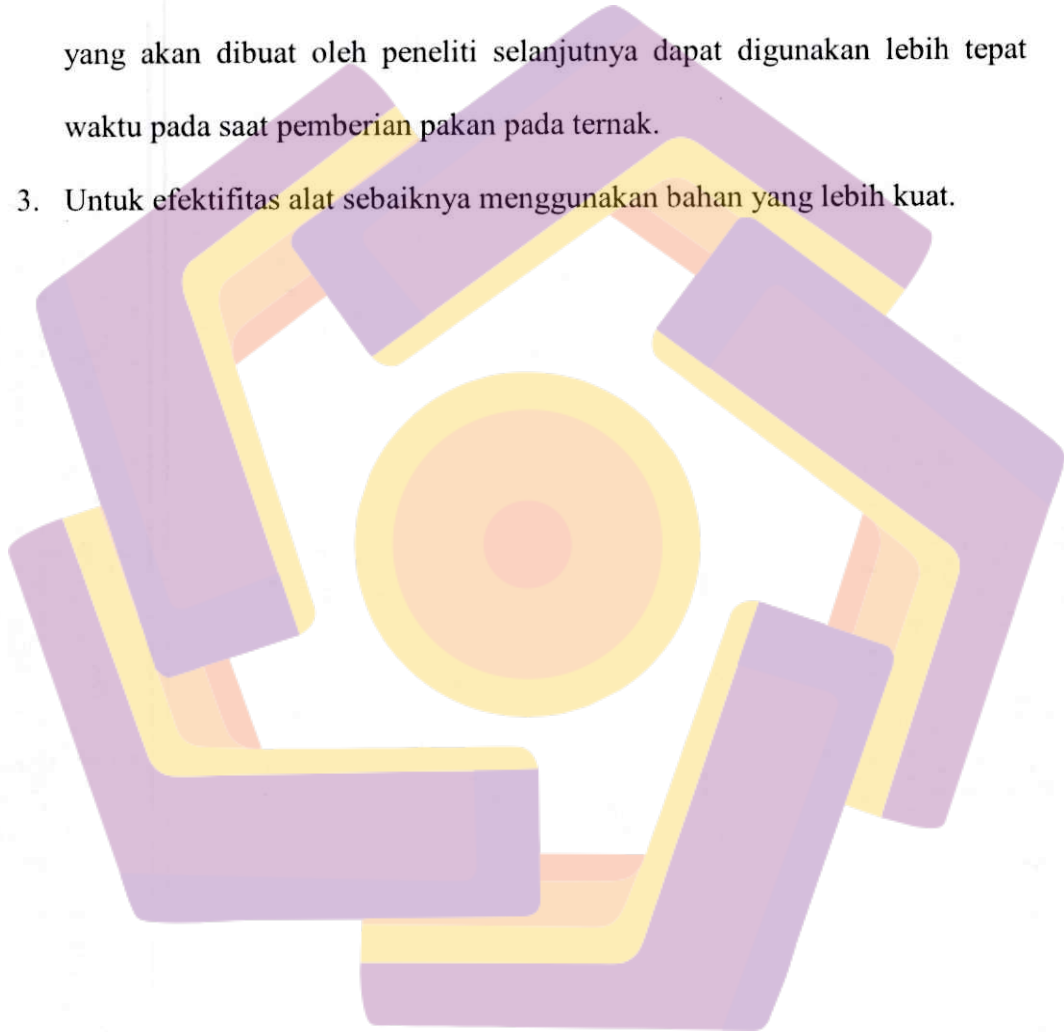 yang akan dibuat oleh peneliti selanjutnya dapat digunakan lebih tepat
waktu pada saat pemberian pakan pada ternak.
3. Untuk efektifitas alat sebaiknya menggunakan bahan yang lebih kuat.